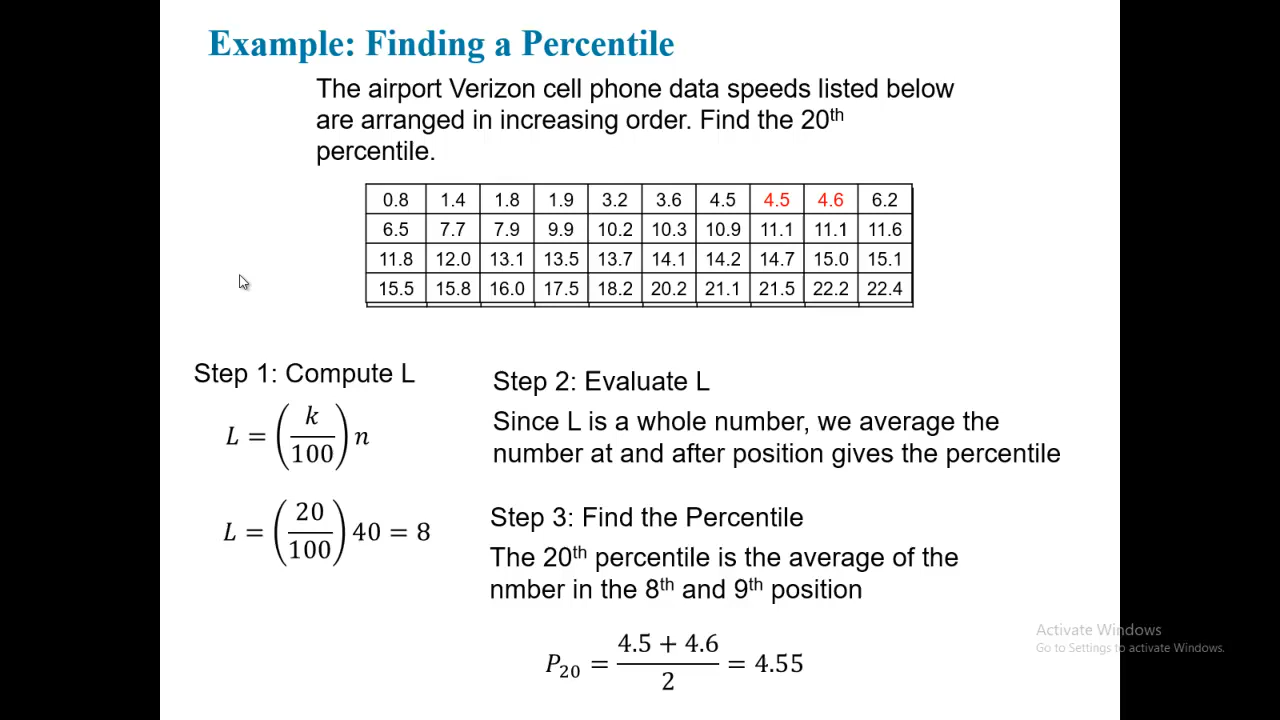 Example: Finding a Percentile
The airport Verizon cell phone data speeds listed below
are arranged in increasing order. Find the 20th
percentile.
0.8 1.4 1.8 1.9 3.2 3.6 4.5 4.5 4.6 6.2
6.5 7.7 7.9 9.9 10.2 10.3 10.9 11.1 11.1 11.6
11.8 12.0 13.1 13.5 13.7 14.1 14.2 14.7 15.0 15.1
15.5 15.8 16.0 17.5 18.2 20.2 21.1 21.5 22.2 22.4
Step 1: Compute L
L = (k/100) n
L = (20/100) 40 = 8
Step 2: Evaluate L
Since L is a whole number, we average the
number at and after position gives the percentile
Step 3: Find the Percentile
The 20th percentile is the average of the
nmber in the 8th and 9th position
P20 = (4.5 + 4.6)/2 = 4.55
Activate Windows
Go to Settings to activate Windows.